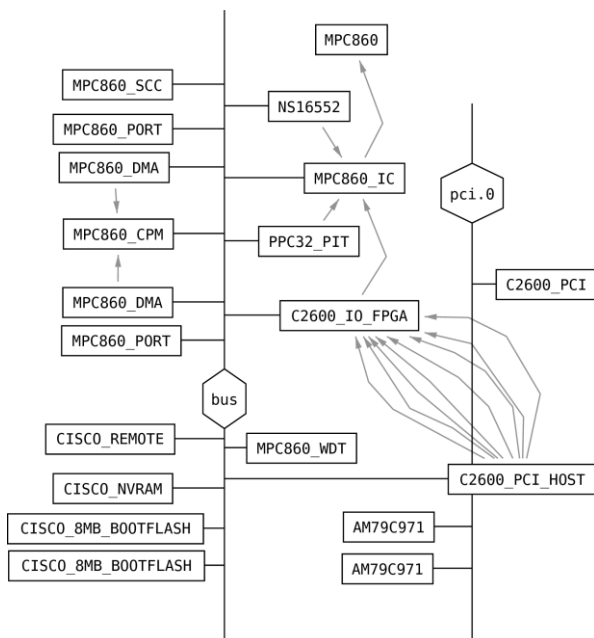 MPC860
MPC860_SCC
NS16552
MPC860_PORT
MPC860_DMA
MPC860_IC
pci.0
MPC860_CPM
PPC32_PIT
C2600_PCI
MPC860_DMA
C2600_IO_FPGA
MPC860_PORT
bus
CISCO_REMOTE
MPC860_WDT
C2600_PCI_HOST
CISCO_NVRAM
CISCO_8MB_BOOTFLASH
AM79C971
CISCO_8MB_BOOTFLASH
AM79C971